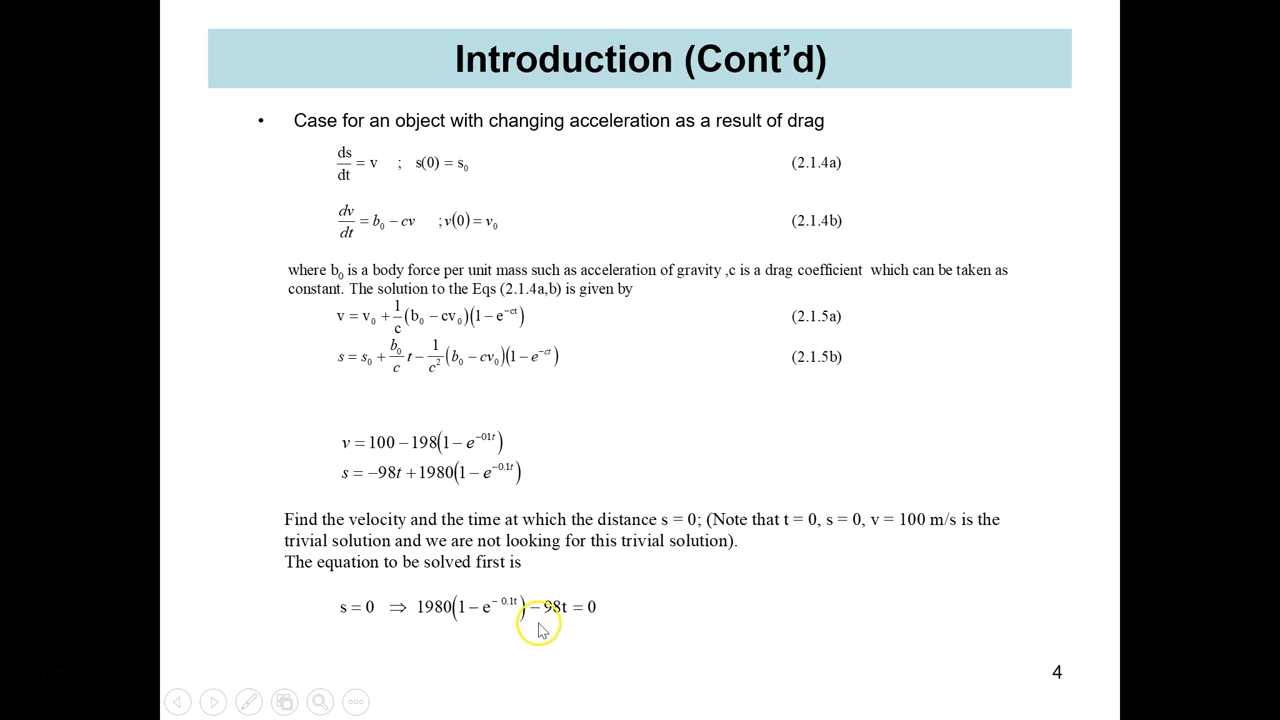 Introduction (Cont’d)
• Case for an object with changing acceleration as a result of drag
ds/dt = v ; s(0) = s₀ (2.1.4a)
dv/dt = b₀ − cv ; v(0) = v₀ (2.1.4b)
where b₀ is a body force per unit mass such as acceleration of gravity ,c is a drag coefficient which can be taken as
constant. The solution to the Eqs (2.1.4a,b) is given by
v = v₀ + 1/c (b₀ − cv₀)(1 − e^(−ct)) (2.1.5a)
s = s₀ + b₀/c t − 1/c² (b₀ − cv₀)(1 − e^(−ct)) (2.1.5b)
v = 100 − 198(1 − e^(−01t))
s = −98t + 1980(1 − e^(−0.1t))
Find the velocity and the time at which the distance s = 0; (Note that t = 0, s = 0, v = 100 m/s is the
trivial solution and we are not looking for this trivial solution).
The equation to be solved first is
s = 0 ⇒ 1980(1 − e^(− 0.1t)) − 98t = 0
4